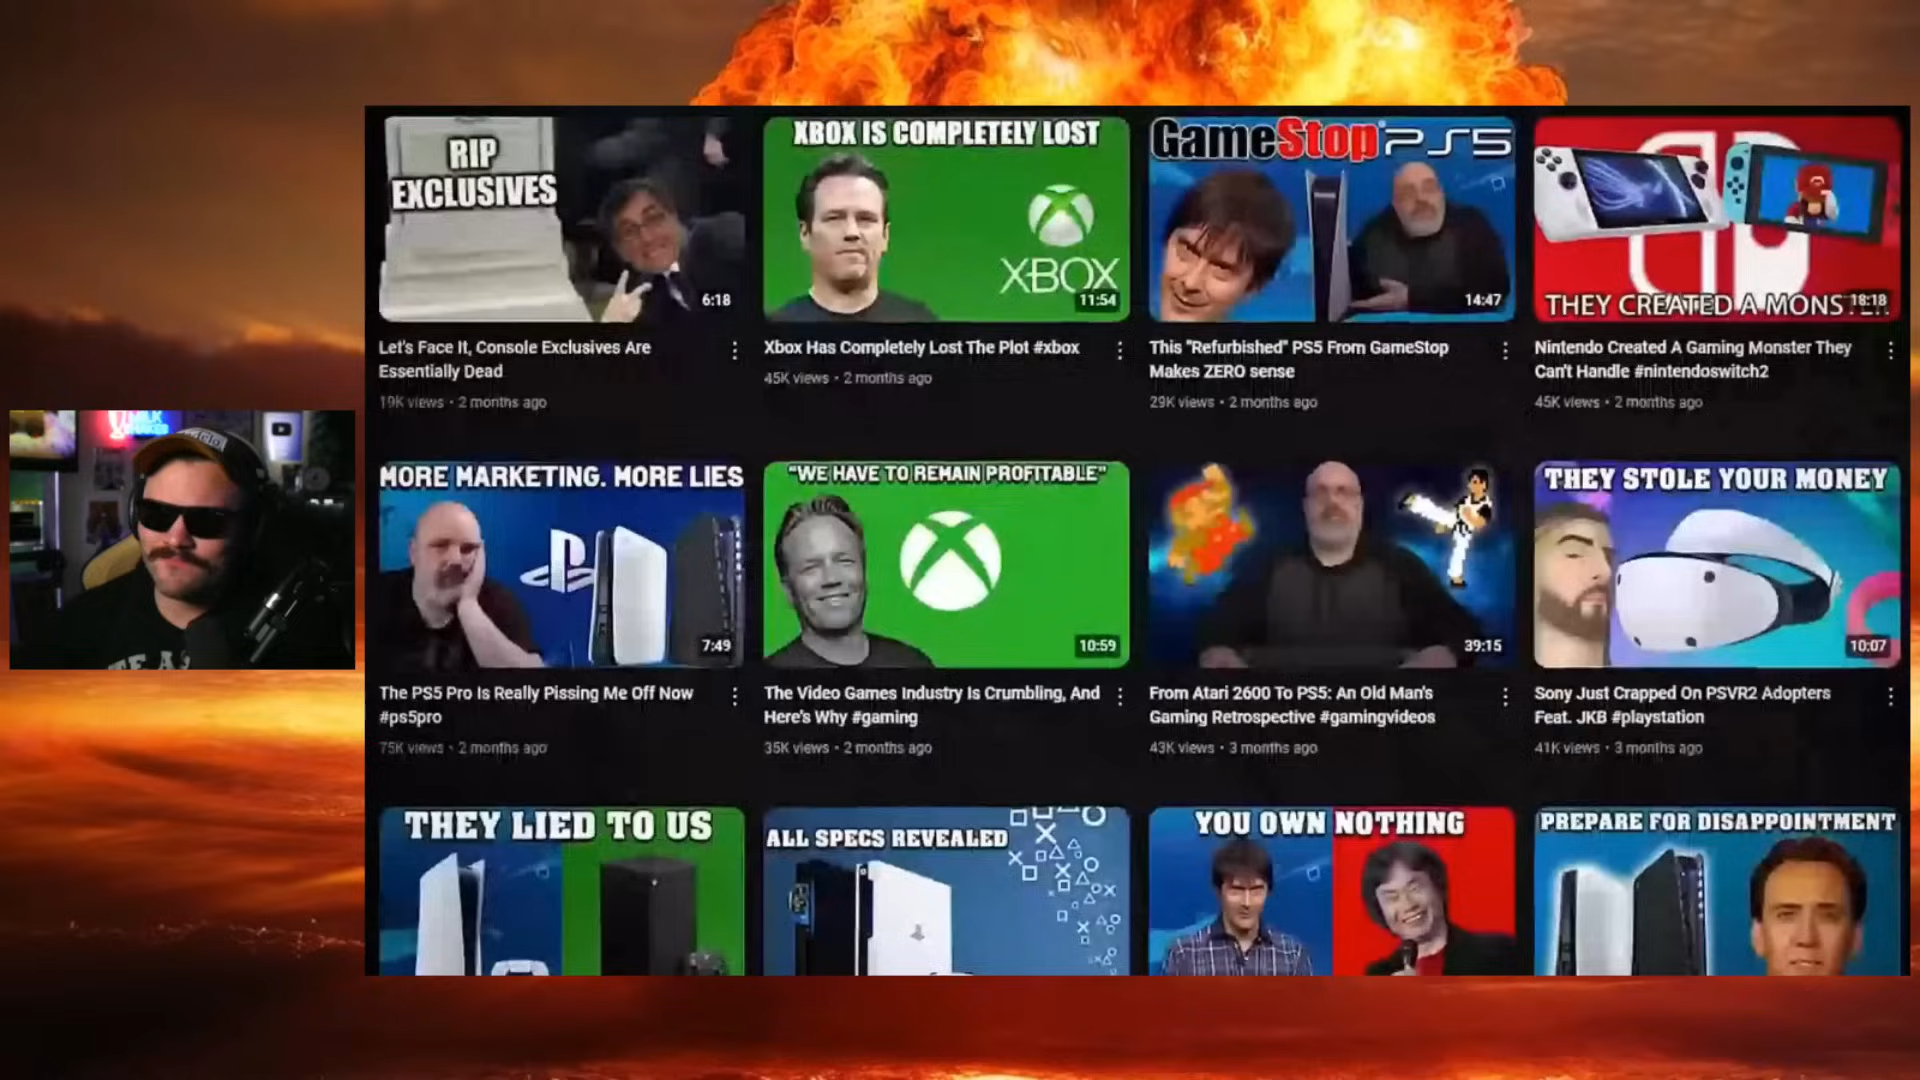 RIP
EXCLUSIVES
6:18
XBOX IS COMPLETELY LOST
XBOX
11:54
GameStop PS5
14:47
THEY CREATED A MONS
18:18
Let's Face It, Console Exclusives Are
Essentially Dead
19K views • 2 months ago
Xbox Has Completely Lost The Plot #xbox
45K views • 2 months ago
This "Refurbished" PS5 From GameStop
Makes ZERO sense
29K views • 2 months ago
Nintendo Created A Gaming Monster They
Can't Handle #nintendoswitch2
45K views • 2 months ago
MORE MARKETING. MORE LIES
7:49
"WE HAVE TO REMAIN PROFITABLE"
10:59
39:15
THEY STOLE YOUR MONEY
10:07
The PS5 Pro Is Really Pissing Me Off Now
#ps5pro
75K views • 2 months ago
The Video Games Industry Is Crumbling, And
Here's Why #gaming
35K views • 2 months ago
From Atari 2600 To PS5: An Old Man's
Gaming Retrospective #gamingvideos
43K views • 3 months ago
Sony Just Crapped On PSVR2 Adopters
Feat. JKB #playstation
41K views • 3 months ago
THEY LIED TO US
ALL SPECS REVEALED
YOU OWN NOTHING
PREPARE FOR DISAPPOINTMENT